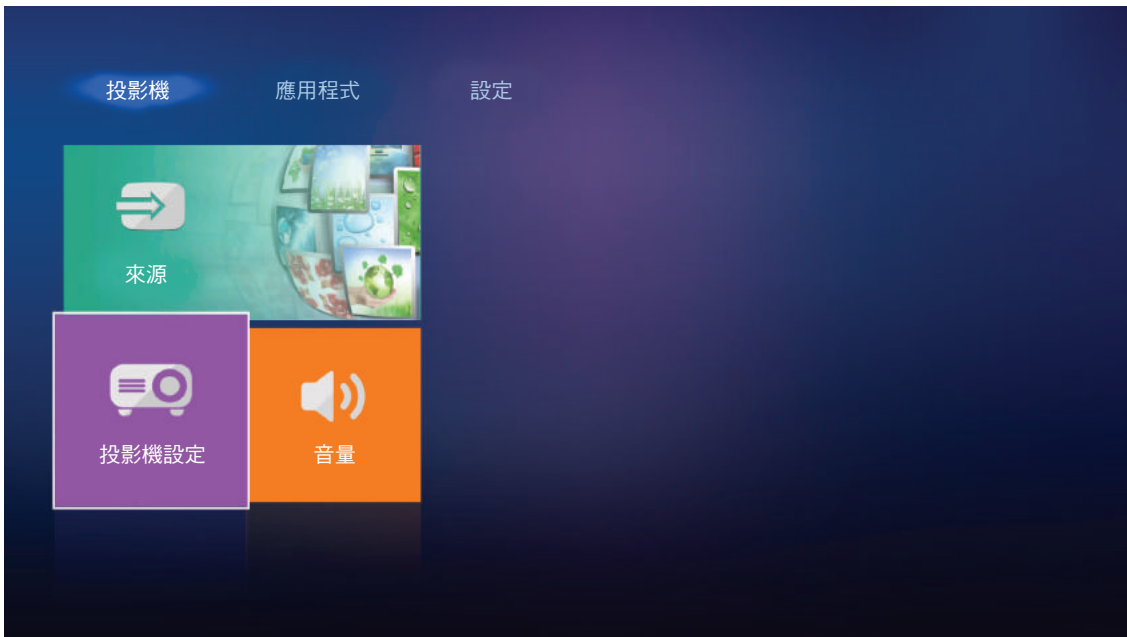 投影機 應用程式 設定
來源
投影機設定 音量